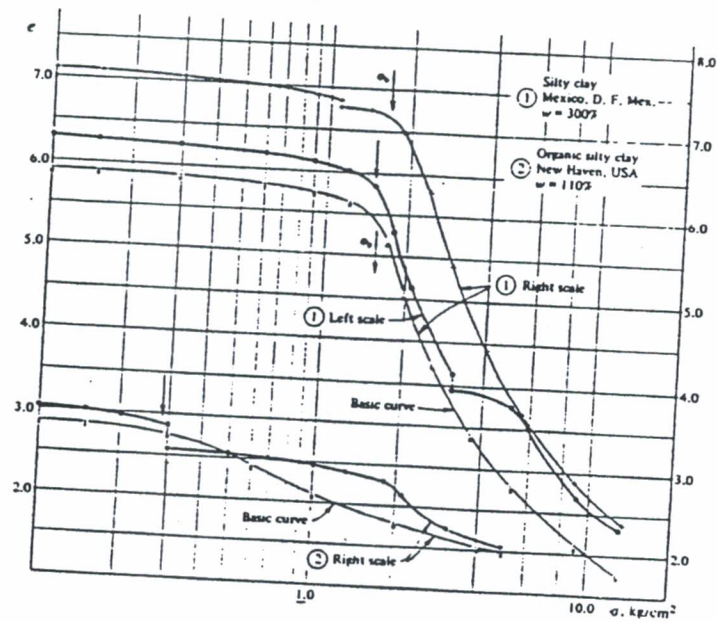 e
8.0
7.0
Silty clay
① Mexico, D. F. Mex.
w = 300%
7.0
6.0
② Organic silty clay
New Haven, USA
w = 110%
6.0
5.0
① Right scale
5.0
4.0
① Left scale
Basic curve
4.0
3.0
3.0
2.0
Basic curve
② Right scale
2.0
1.0
10.0
σ, kg/cm²